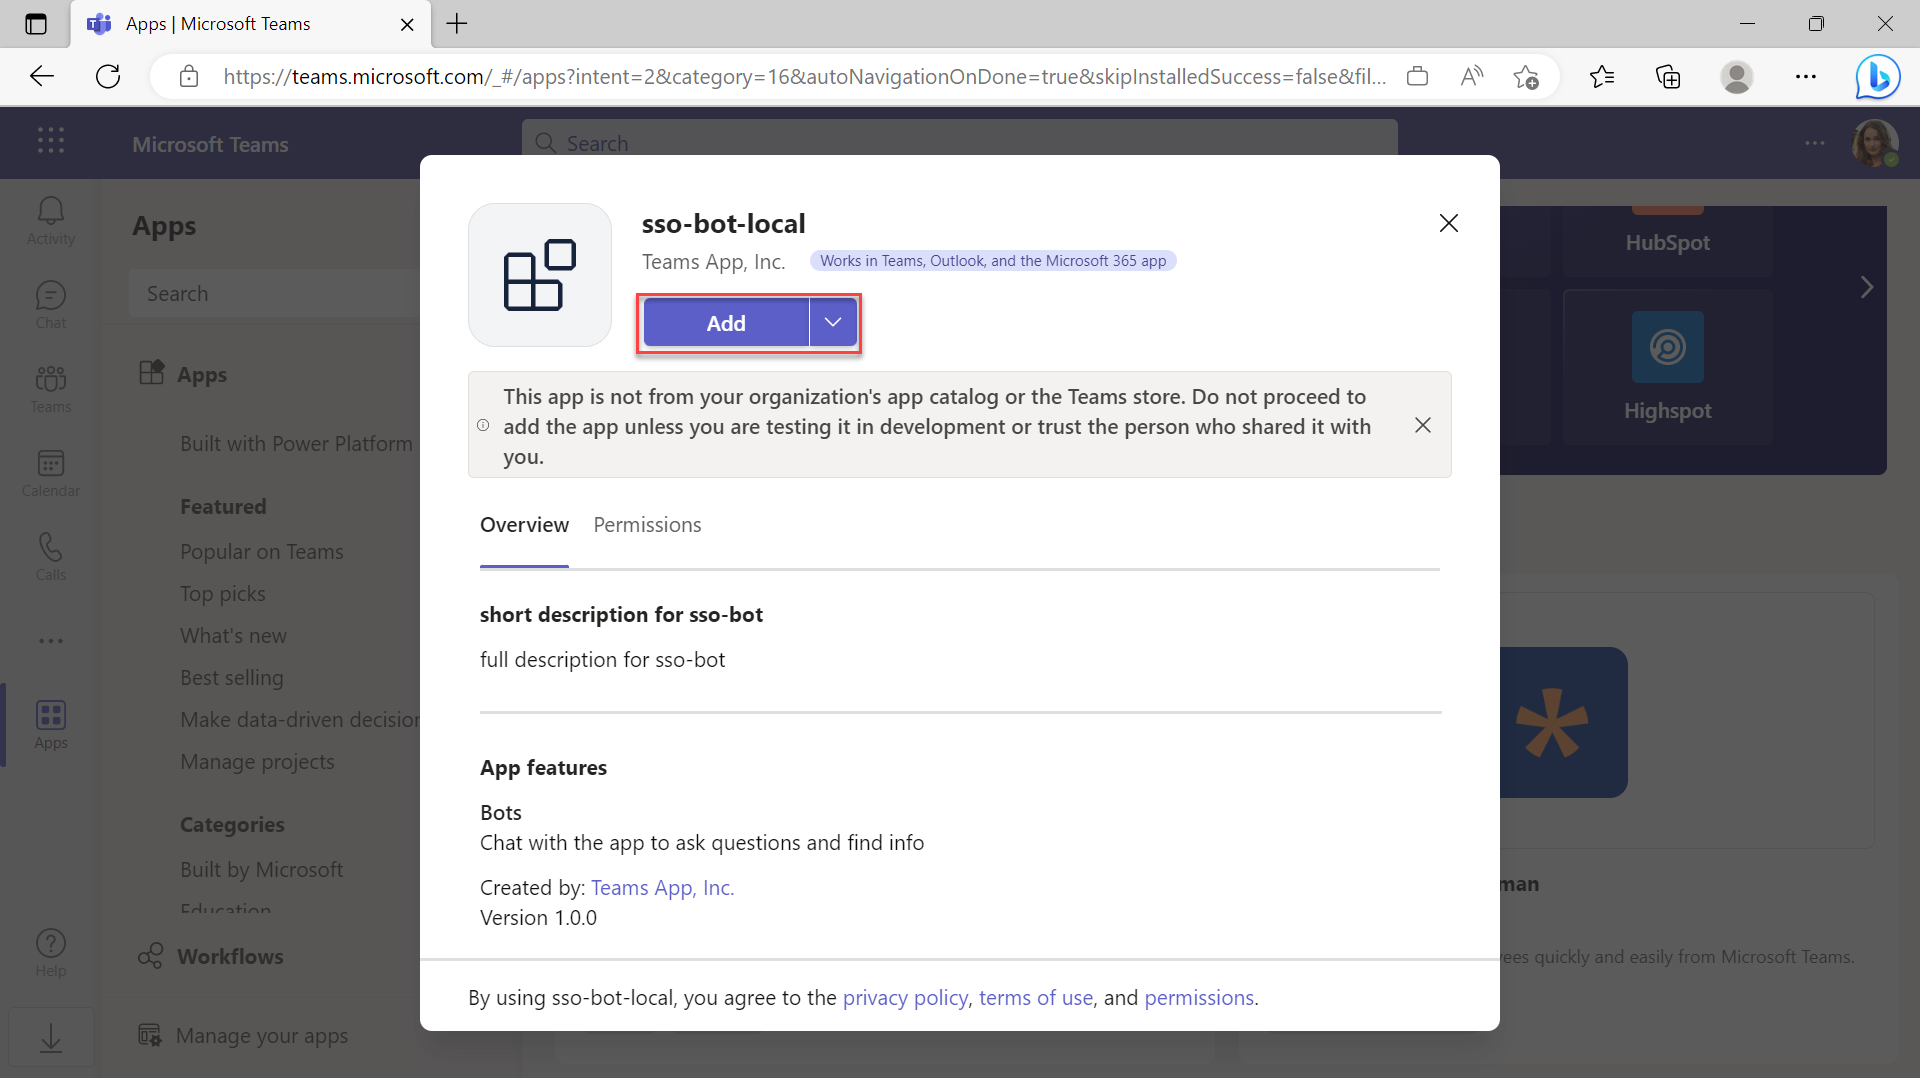 Apps | Microsoft Teams
https://teams.microsoft.com/_#/apps?intent=2&category=16&autoNavigationOnDone=true&skipInstalledSuccess=false&fil...
Microsoft Teams
Search
Activity
Chat
Teams
Calendar
Calls
Apps
Help
Apps
Search
Apps
Built with Power Platform
Featured
Popular on Teams
Top picks
What's new
Best selling
Make data-driven decision
Manage projects
Categories
Built by Microsoft
Education
Workflows
Manage your apps
sso-bot-local
Teams App, Inc.
Works in Teams, Outlook, and the Microsoft 365 app
Add
This app is not from your organization's app catalog or the Teams store. Do not proceed to
add the app unless you are testing it in development or trust the person who shared it with
you.
Overview
Permissions
short description for sso-bot
full description for sso-bot
App features
Bots
Chat with the app to ask questions and find info
Created by: Teams App, Inc.
Version 1.0.0
By using sso-bot-local, you agree to the privacy policy, terms of use, and permissions.
HubSpot
Highspot
man
ees quickly and easily from Microsoft Teams.